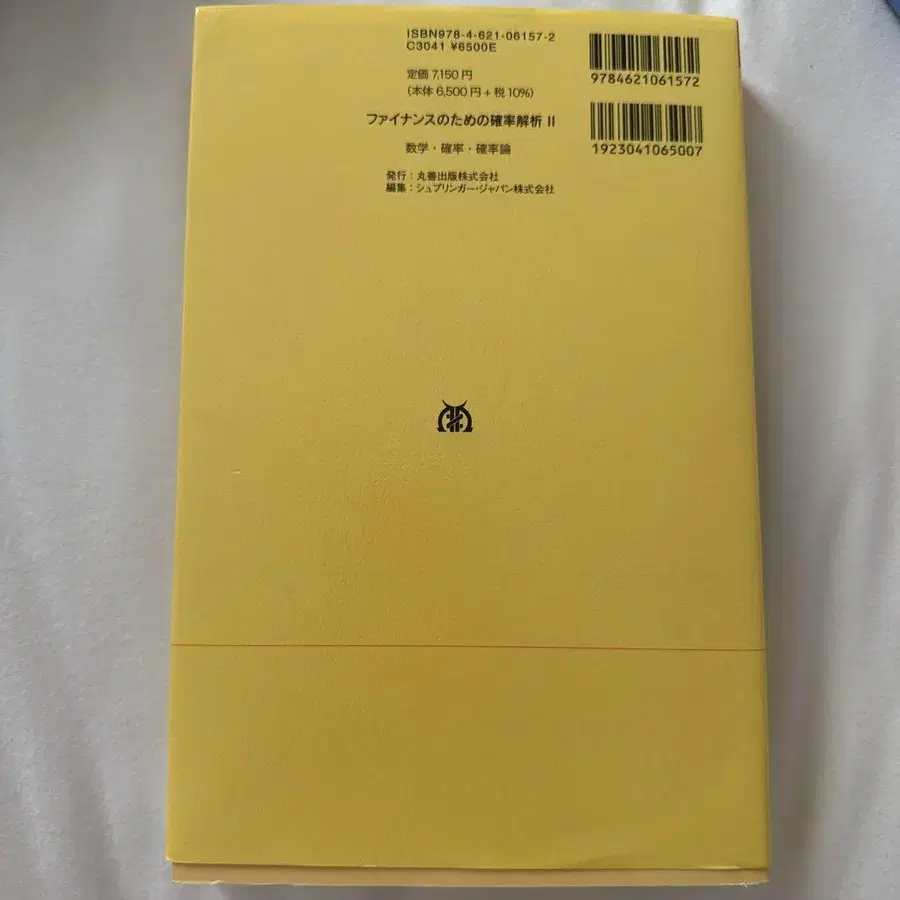 ISBN978-4-621-06157-2
C3041 ¥6500E
9784621061572
定価 7,150 円
(本体 6,500 円 + 税 10%)
1923041065007
ファイナンスのための確率解析 II
数学・確率・確率論
発行:丸善出版株式会社
編集:シュプリンガー・ジャパン株式会社